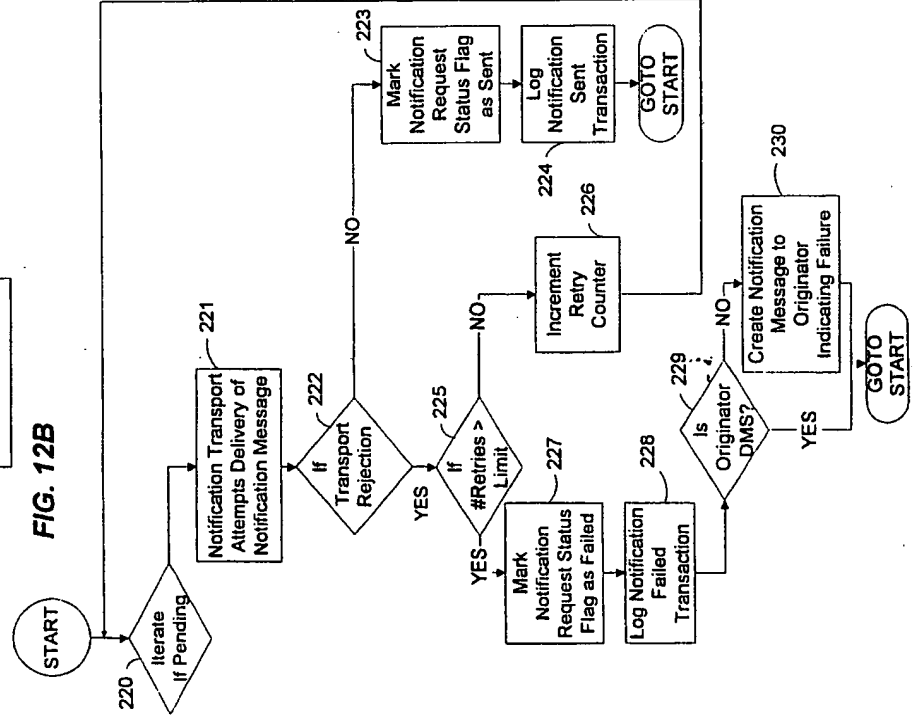 FIG. 12B
START
220
Iterate
If Pending
221
Notification Transport
Attempts Delivery of
Notification Message
222
If
Transport
Rejection
NO
223
Mark
Notification
Request
Status Flag
as Sent
224
Log
Notification
Sent
Transaction
GOTO
START
YES
225
If
#Retries >
Limit
NO
226
Increment
Retry
Counter
YES
227
Mark
Notification
Request Status
Flag as Failed
228
Log Notification
Failed
Transaction
229
Is
Originator
DMS?
NO
230
Create Notification
Message to
Originator
Indicating Failure
YES
GOTO
START